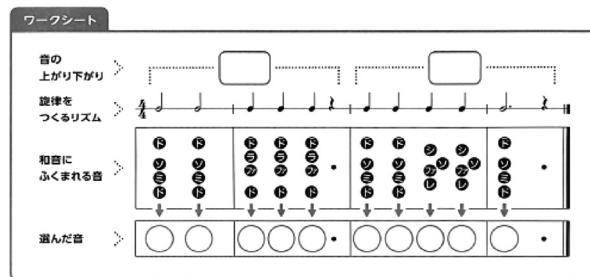 ワークシート
音の
上がり下がり
旋律を
つくるリズム
4/4
和音に
ふくまれる音
ド ド ド ド ド ド ド ド
ラ ラ ラ シ シ
ソ ソ ソ ソ ソ ソ ソ
ミ ミ ファ ファ ファ ミ ミ ファ ファ ミ
ド ド ド ド ド ド ド レ レ ド
選んだ音